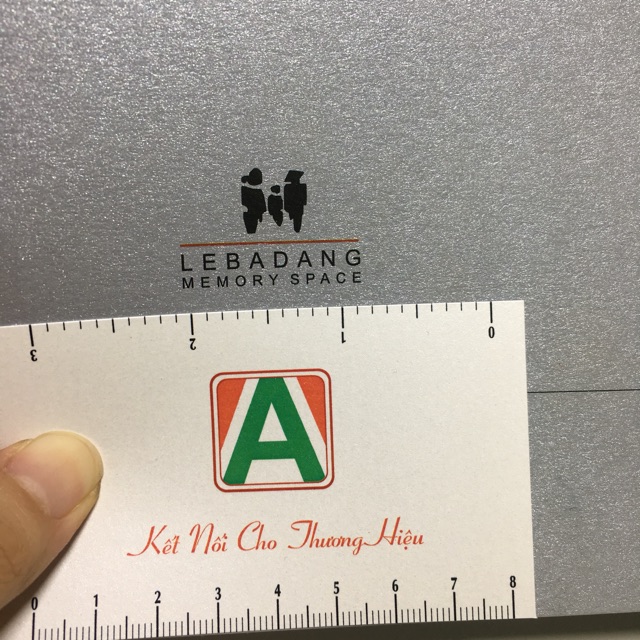 LEBADANG
MEMORY SPACE
3 2 1 0
A
Kết Nối Cho Thương Hiệu
0 1 2 3 4 5 6 7 8